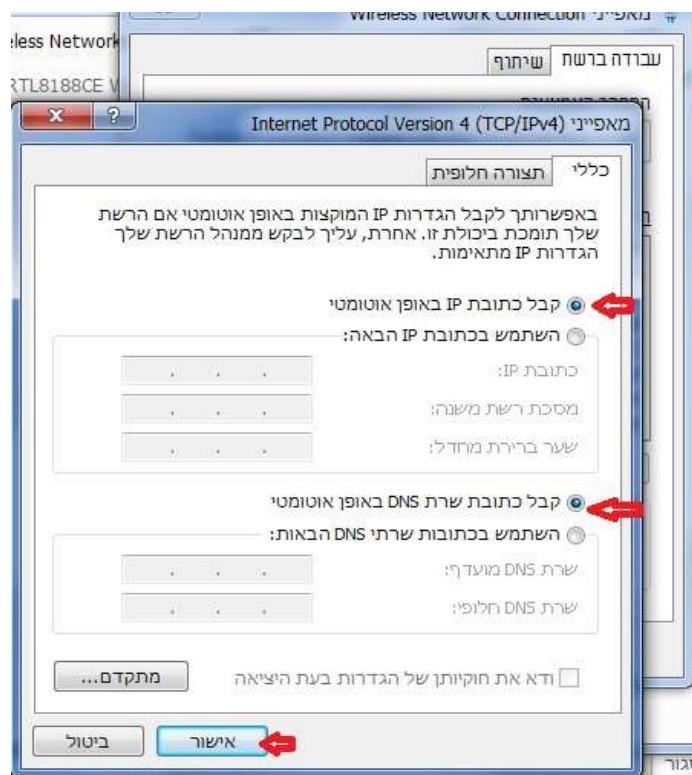 מאפייני Wireless Network Connection
eless Network
RTL8188CE W
עבודה ברשת
שיתוף
מאפייני Internet Protocol Version 4 (TCP/IPv4)
כללי
תצורה חלופית
באפשרותך לקבל הגדרות IP המוקצות באופן אוטומטי אם הרשת
שלך תומכת ביכולת זו. אחרת, עליך לבקש ממנהל הרשת שלך
הגדרות IP מתאימות.
קבל כתובת IP באופן אוטומטי
השתמש בכתובת IP הבאה:
כתובת IP:
מסכת רשת משנה:
שער ברירת מחדל:
קבל כתובת שרת DNS באופן אוטומטי
השתמש בכתובות שרתי DNS הבאות:
שרת DNS מועדף:
שרת DNS חלופי:
ודא את חוקיותן של הגדרות בעת היציאה
מתקדם...
אישור
ביטול
סגור